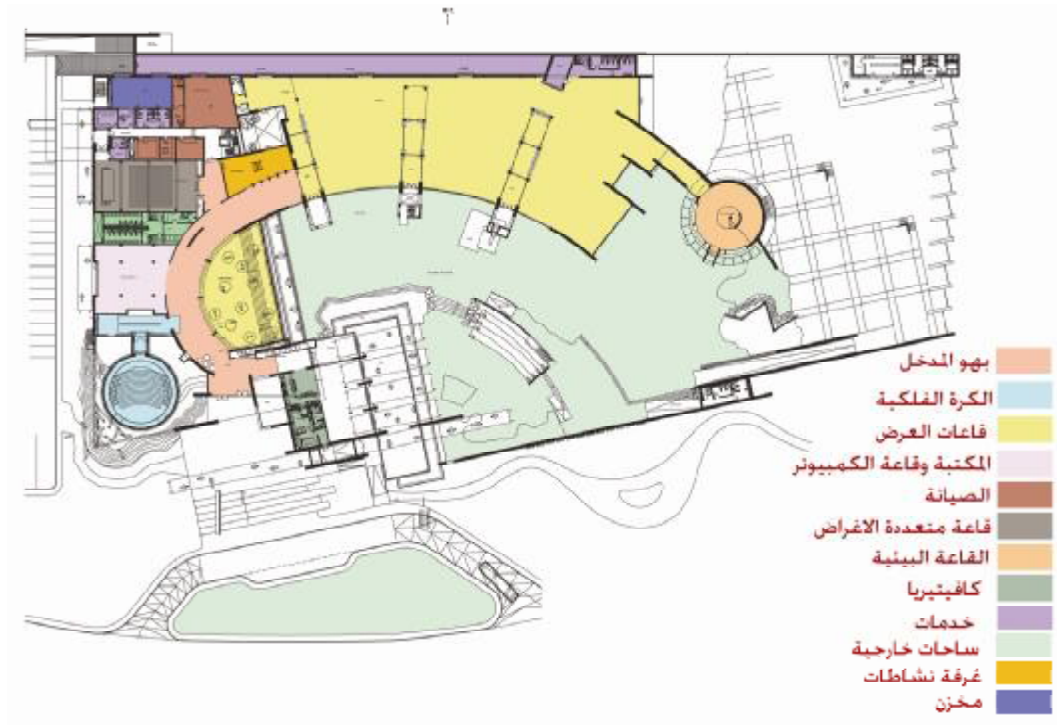 بهو المدخل
الكرة الفلكية
قاعات العرض
المكتبة وقاعة الكمبيوتر
الصيانة
قاعة متعددة الاغراض
القاعة البيئية
كافيتيريا
خدمات
ساحات خارجية
غرفة نشاطات
مخزن